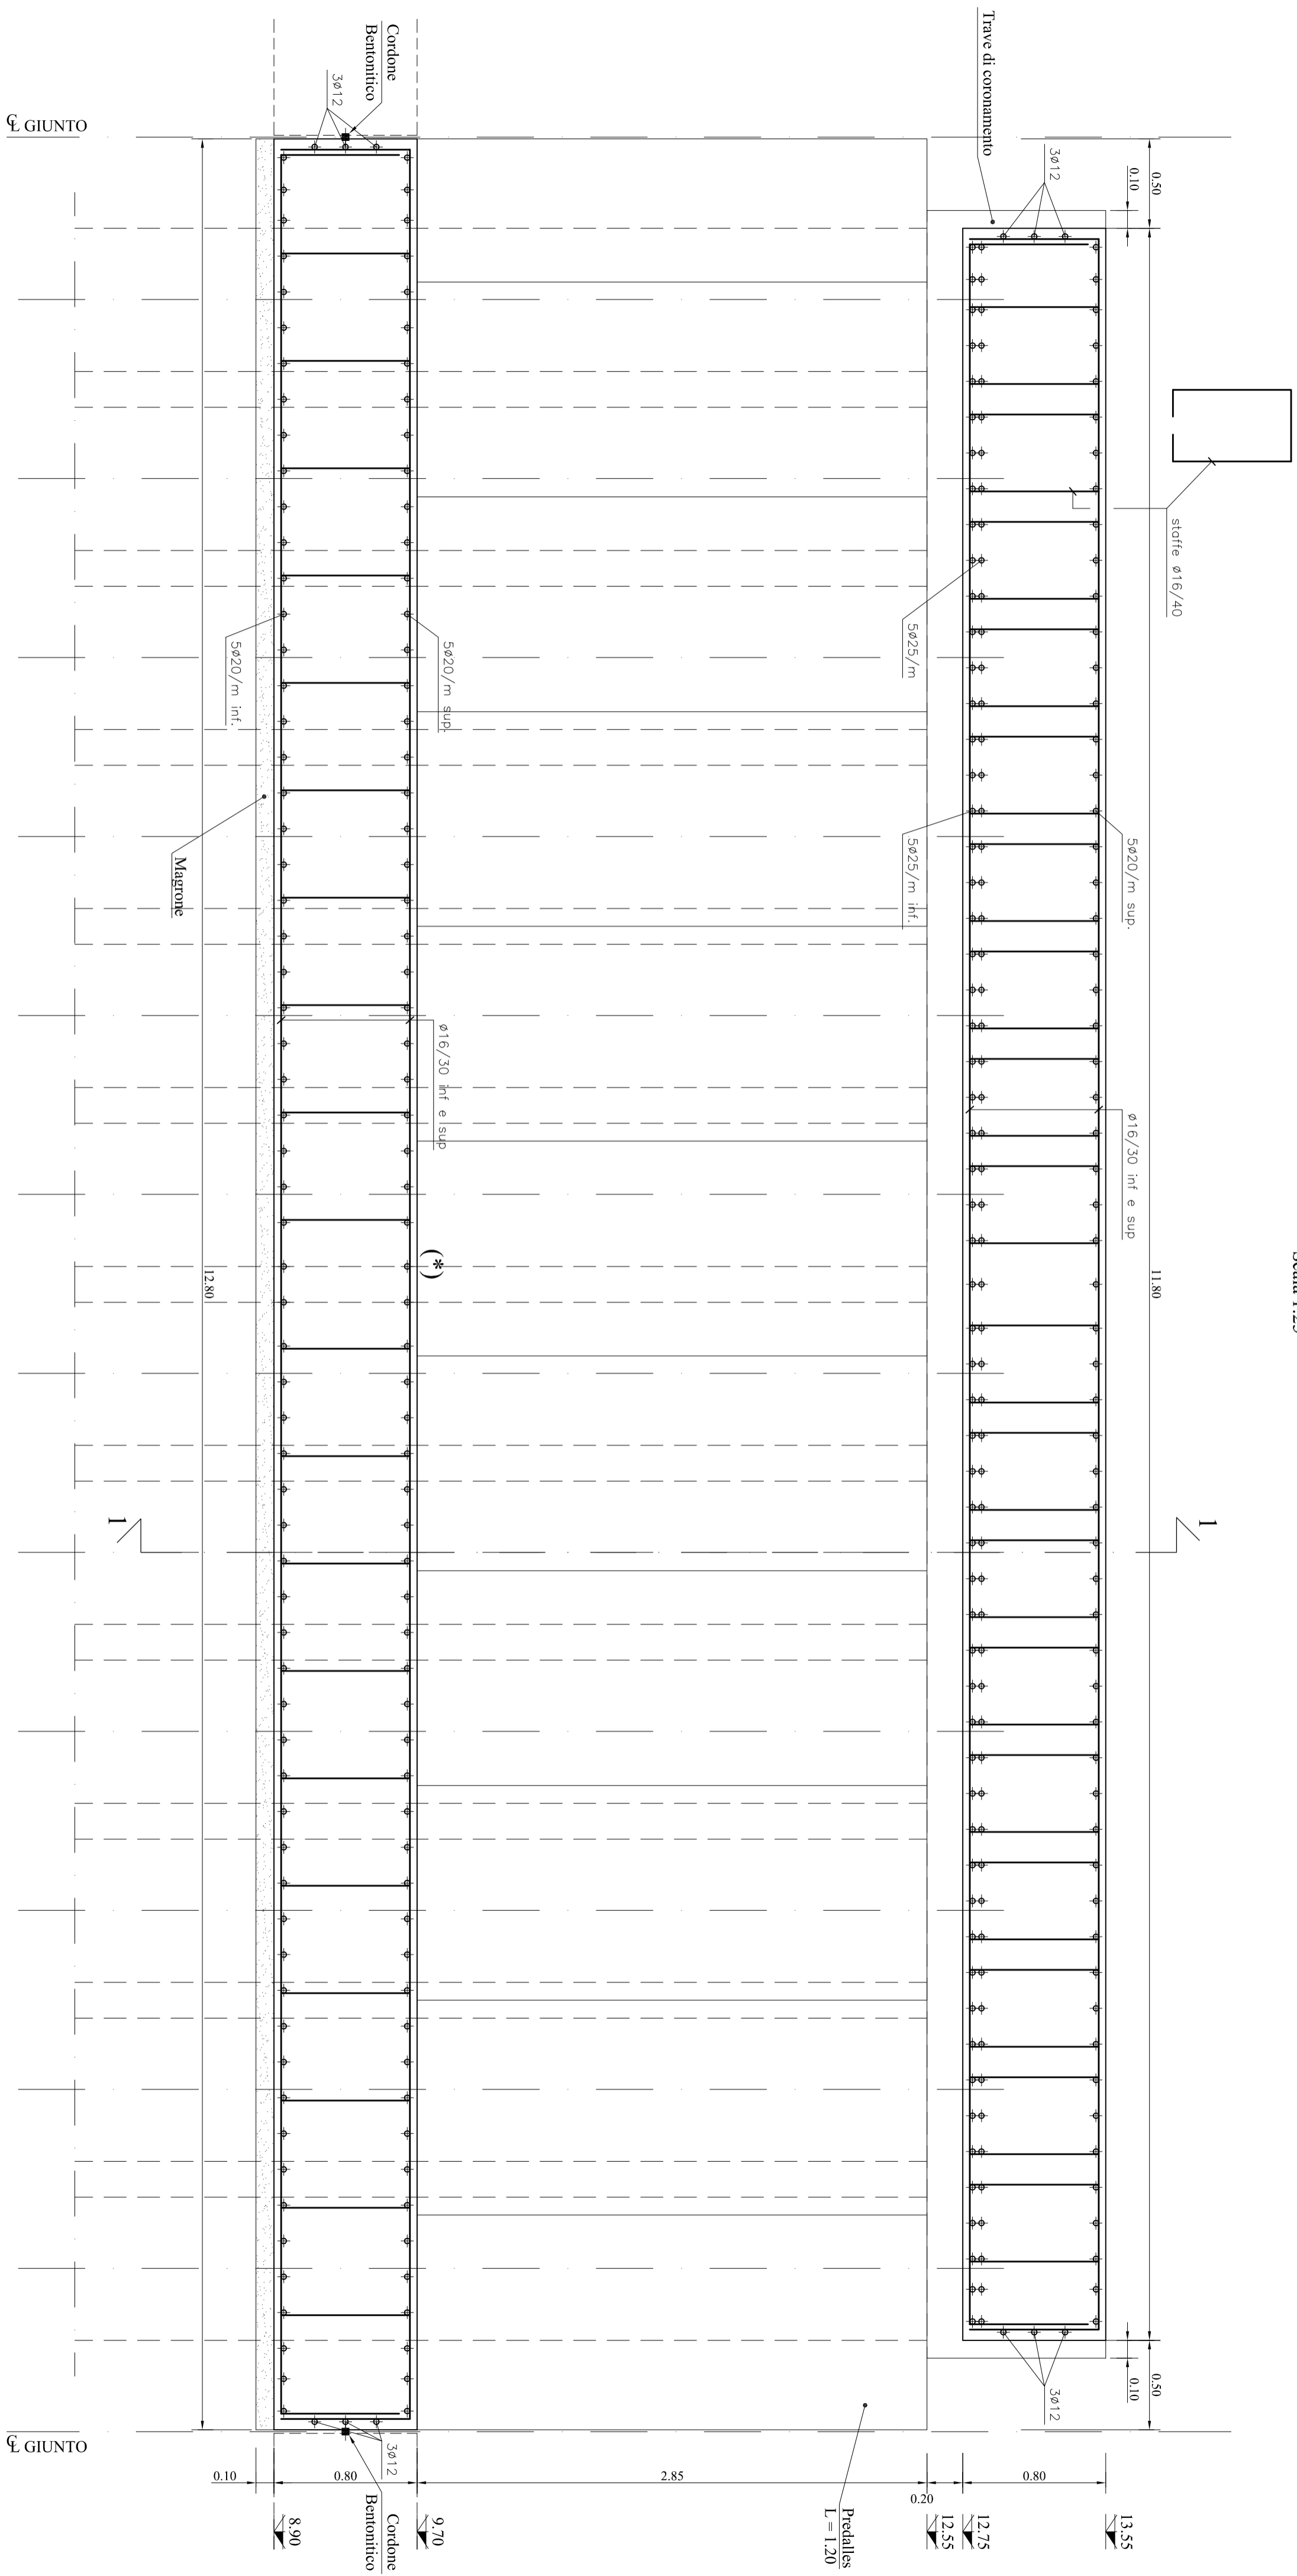 Cordone
Bentonitico
3ø12
℄ GIUNTO
Trave di coronamento
3ø12
0.10
0.50
staffe ø16/40
5ø25/m
5ø20/m inf.
5ø20/m sup.
Magrone
5ø25/m inf.
5ø20/m sup.
ø16/30 inf e sup
ø16/30 inf e sup
(*)
12.80
11.80
1
1
3ø12
0.10
0.50
3ø12
Cordone
Bentonitico
℄ GIUNTO
0.10
0.80
2.85
0.20
0.80
Predalles
L = 1.20
8.90
9.70
12.55
12.75
13.55